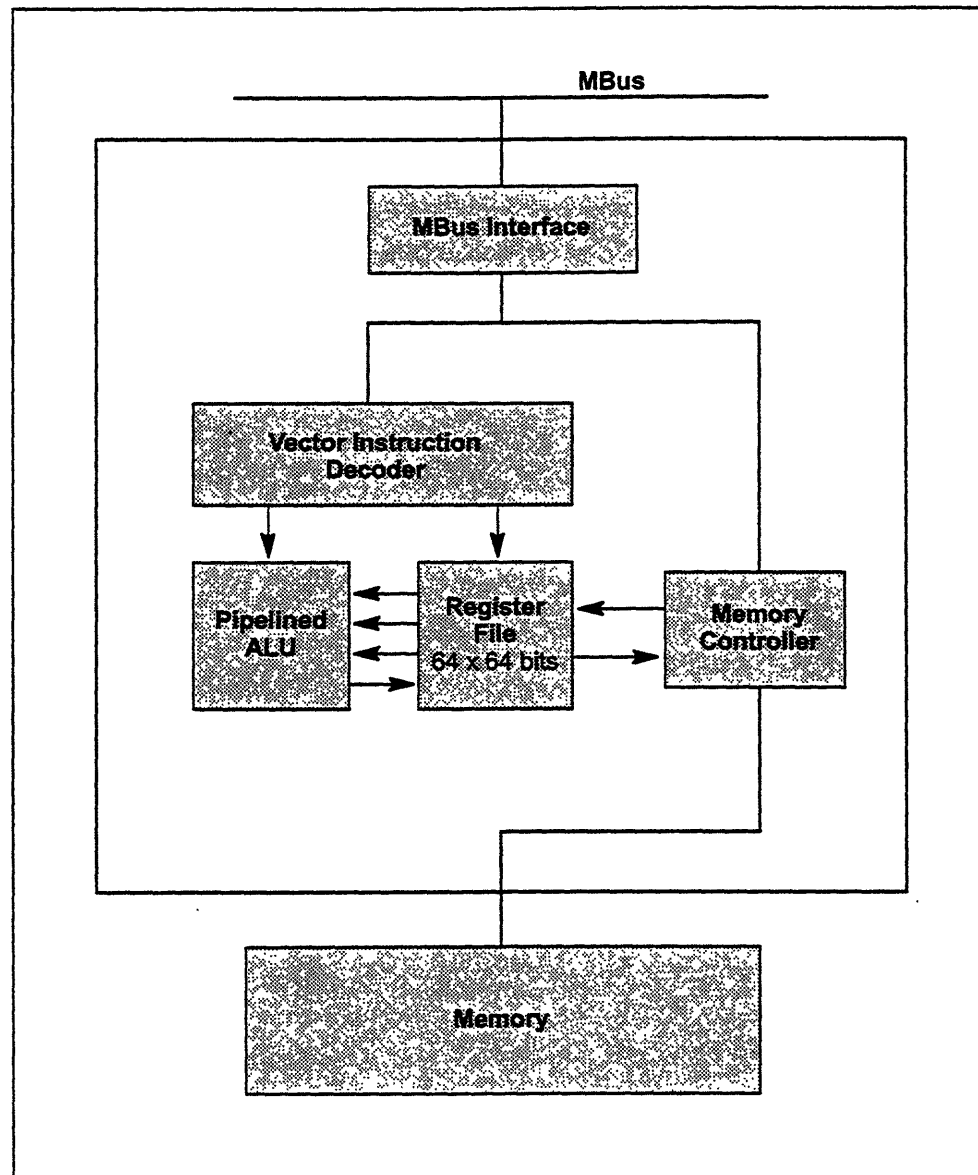 MBus
MBus Interface
Vector Instruction
Decoder
Pipelined
ALU
Register
File
64 x 64 bits
Memory
Controller
Memory